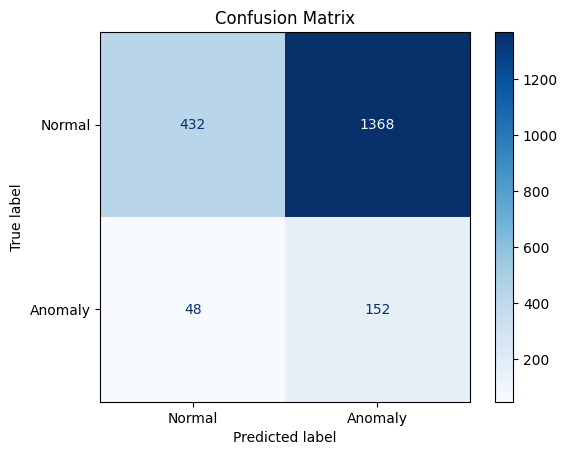 Confusion Matrix
True label
Normal
432
1368
Anomaly
48
152
Normal
Anomaly
Predicted label
1200
1000
800
600
400
200